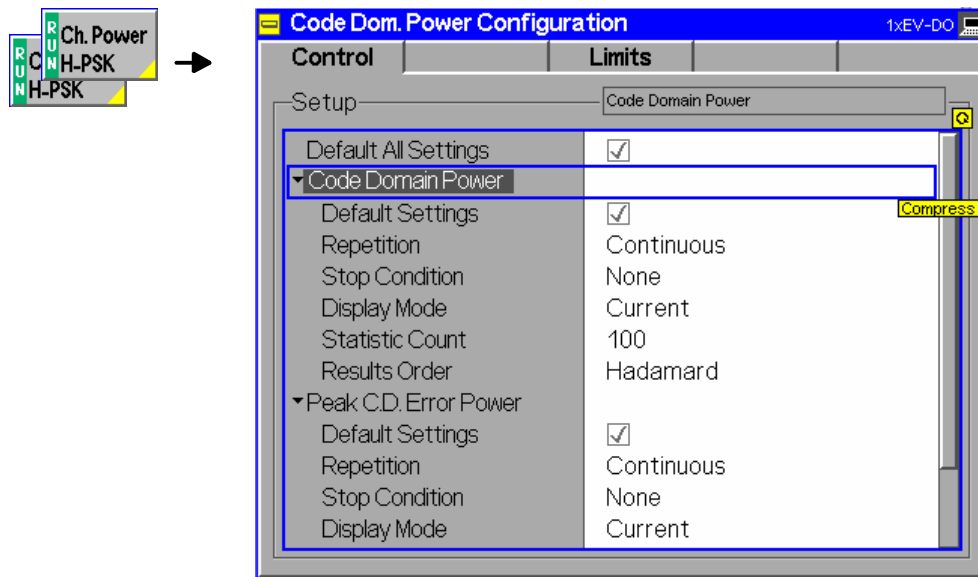 RUN
Ch. Power
H-PSK
RUN
C
H-PSK
Code Dom. Power Configuration
1xEV-DO
Control
Limits
Setup
Code Domain Power
Default All Settings
Code Domain Power
Compress
Default Settings
Repetition Continuous
Stop Condition None
Display Mode Current
Statistic Count 100
Results Order Hadamard
Peak C.D. Error Power
Default Settings
Repetition Continuous
Stop Condition None
Display Mode Current